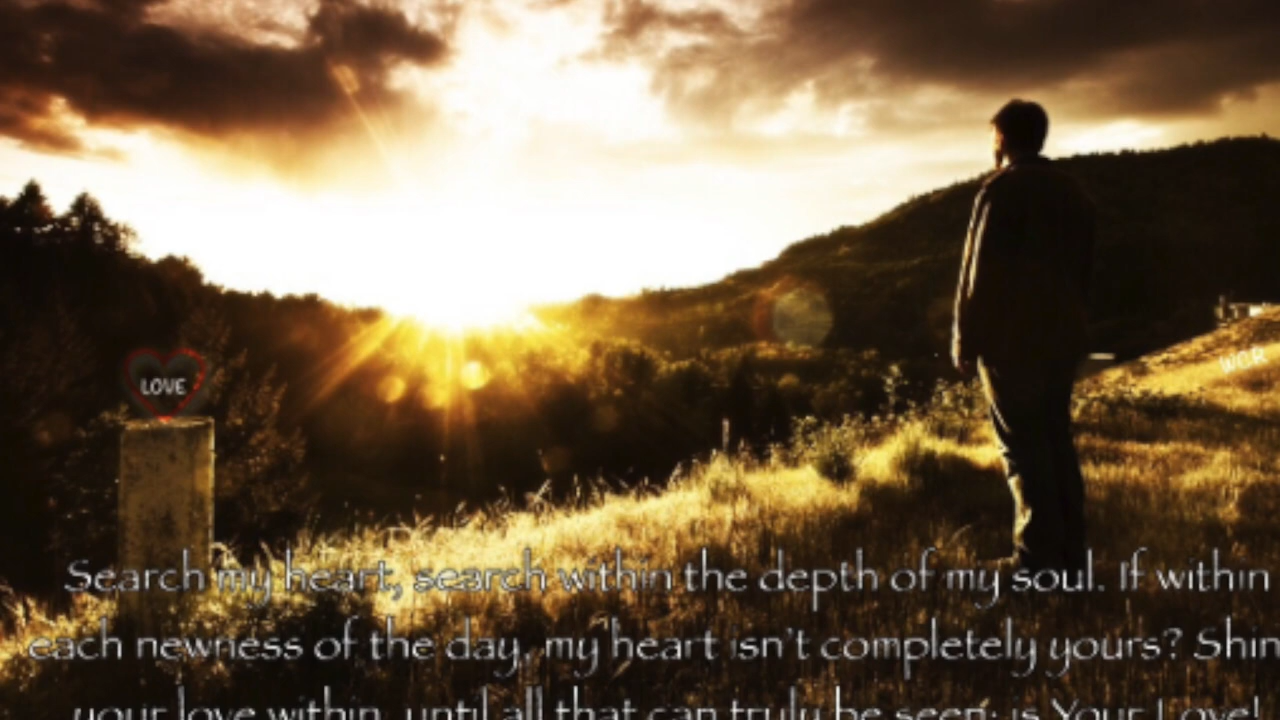 LOVE
WCR
Search my heart, search within the depth of my soul. If within
each newness of the day, my heart isn't completely yours? Shin
your love within, until all that can truly be seen; is Your Love!